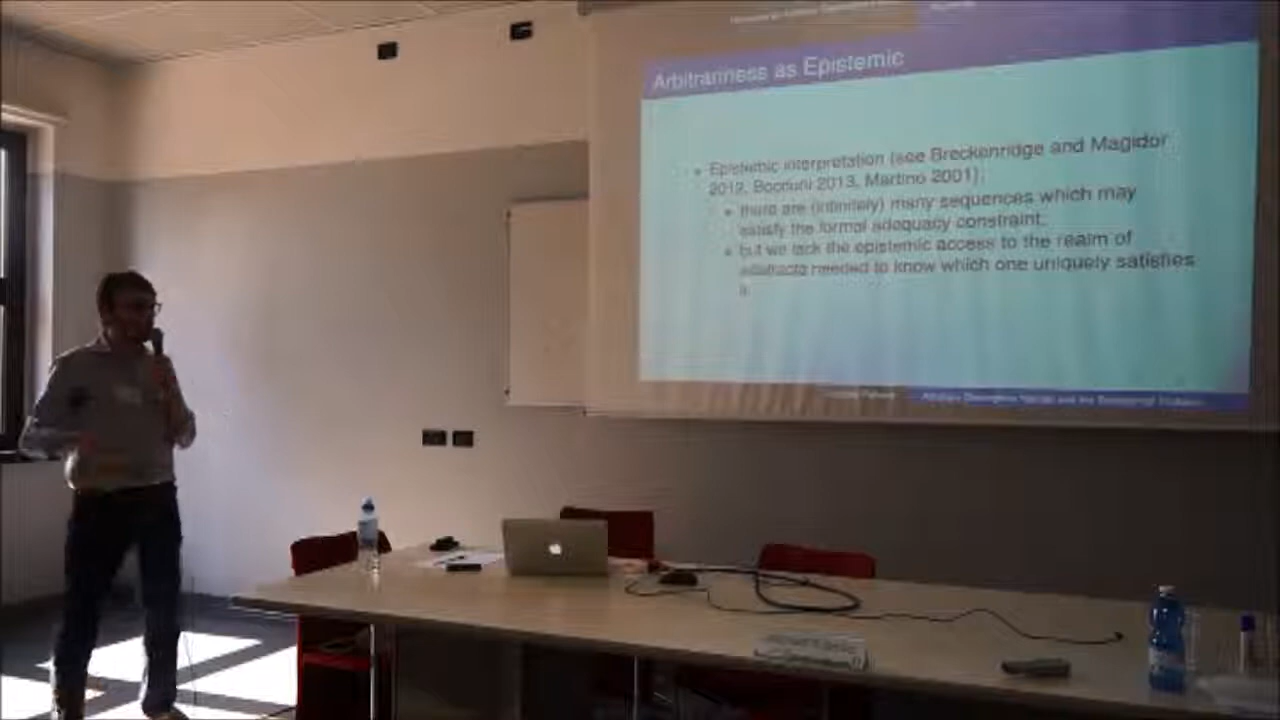 Arbitrariness as Epistemic
Epistemic interpretation (see Breckenridge and Magidor
2012, Boccuni 2013, Martino 2001):
there are (infinitely) many sequences which may
satisfy the formal adequacy constraint;
but we lack the epistemic access to the realm of
abstracta needed to know which one uniquely satisfies
it.